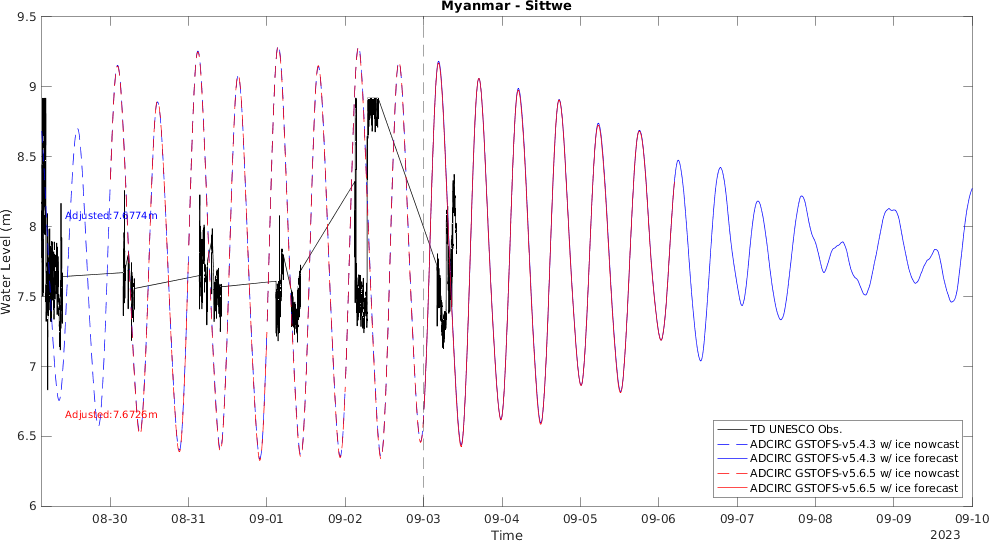 Myanmar - Sittwe
9.5
9
8.5
8
7.5
7
6.5
6
Water Level (m)
Adjusted:7.6774m
Adjusted:7.6726m
TD UNESCO Obs.
ADCIRC GSTOFS-v5.4.3 w/ ice nowcast
ADCIRC GSTOFS-v5.4.3 w/ ice forecast
ADCIRC GSTOFS-v5.6.5 w/ ice nowcast
ADCIRC GSTOFS-v5.6.5 w/ ice forecast
08-30 08-31 09-01 09-02 09-03 09-04 09-05 09-06 09-07 09-08 09-09 09-10
2023
Time